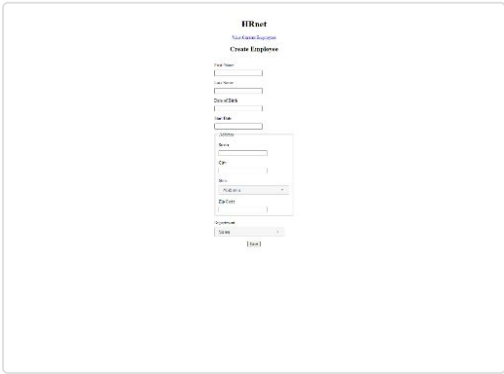 HRnet
View Current Employees
Create Employee
First Name
Last Name
Date of Birth
Start Date
Address
Street
City
State
Alabama
Zip Code
Department
Sales
Save